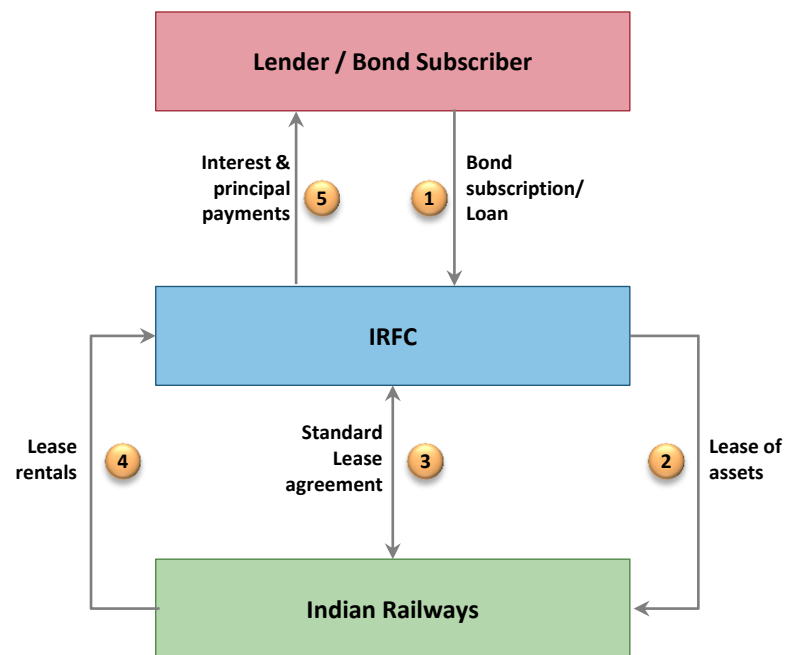 Lender / Bond Subscriber
Interest &
principal
payments
5
1
Bond
subscription/
Loan
IRFC
Lease
rentals
4
Standard
Lease
agreement
3
2
Lease of
assets
Indian Railways